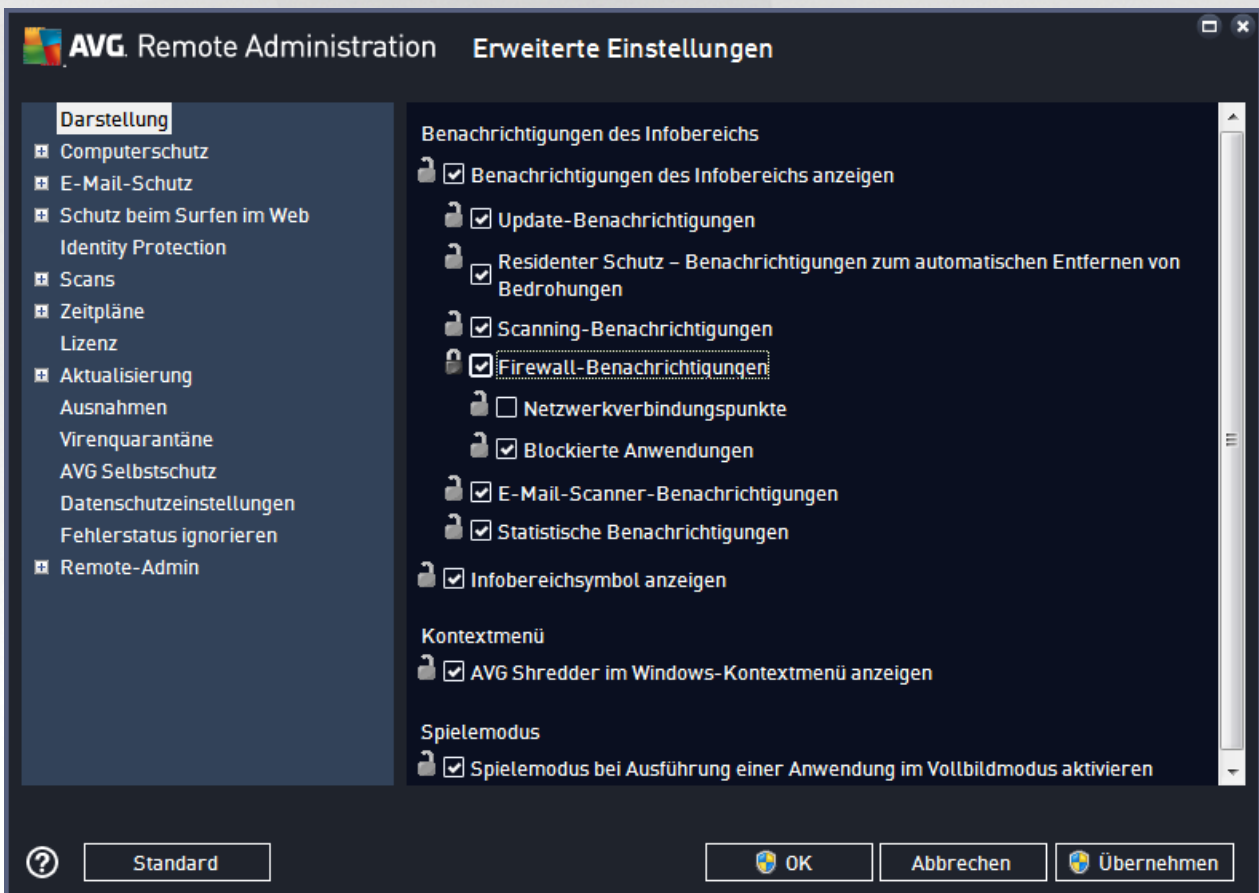 AVG. Remote Administration Erweiterte Einstellungen
Darstellung
Computerschutz
E-Mail-Schutz
Schutz beim Surfen im Web
Identity Protection
Scans
Zeitpläne
Lizenz
Aktualisierung
Ausnahmen
Virenquarantäne
AVG Selbstschutz
Datenschutzeinstellungen
Fehlerstatus ignorieren
Remote-Admin
Benachrichtigungen des Infobereichs
Benachrichtigungen des Infobereichs anzeigen
Update-Benachrichtigungen
Residenter Schutz – Benachrichtigungen zum automatischen Entfernen von
Bedrohungen
Scanning-Benachrichtigungen
Firewall-Benachrichtigungen
Netzwerkverbindungspunkte
Blockierte Anwendungen
E-Mail-Scanner-Benachrichtigungen
Statistische Benachrichtigungen
Infobereichsymbol anzeigen
Kontextmenü
AVG Shredder im Windows-Kontextmenü anzeigen
Spielemodus
Spielemodus bei Ausführung einer Anwendung im Vollbildmodus aktivieren
? Standard OK Abbrechen Übernehmen